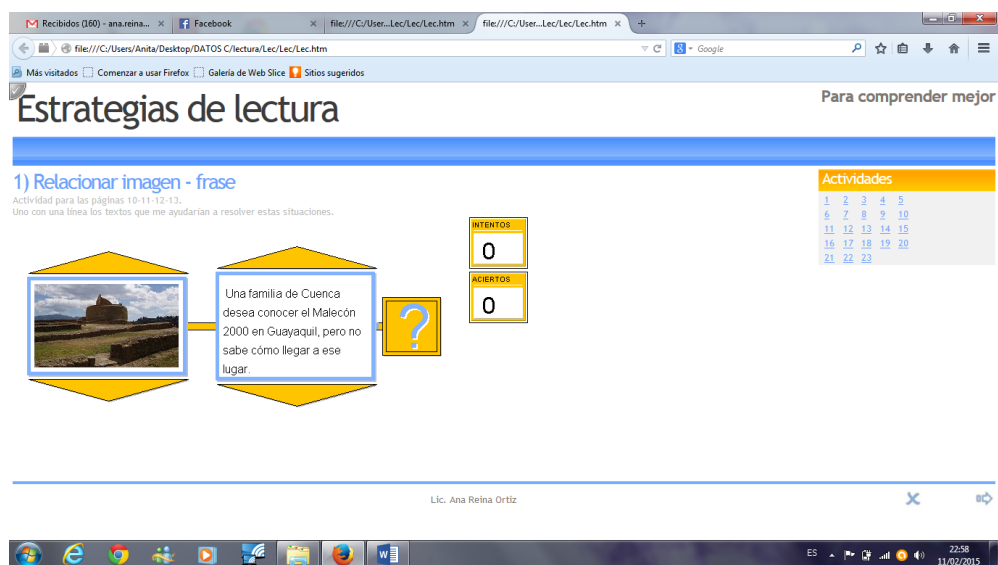 Recibidos (160) - ana.reina... ×
Facebook ×
file:///C:/User...Lec/Lec/Lec.htm ×
file:///C:/User...Lec/Lec/Lec.htm ×
file:///C:/Users/Anita/Desktop/DATOS C/lectura/Lec/Lec/Lec.htm
Google
Más visitados Comenzar a usar Firefox Galería de Web Slice Sitios sugeridos
Estrategias de lectura
Para comprender mejor
1) Relacionar imagen - frase
Actividad para las páginas 10-11-12-13.
Uno con una línea los textos que me ayudarían a resolver estas situaciones.
Una familia de Cuenca
desea conocer el Malecón
2000 en Guayaquil, pero no
sabe cómo llegar a ese
lugar.
?
INTENTOS
0
ACIERTOS
0
Actividades
1 2 3 4 5
6 7 8 9 10
11 12 13 14 15
16 17 18 19 20
21 22 23
Lic. Ana Reina Ortiz
ES
22:58
11/02/2015